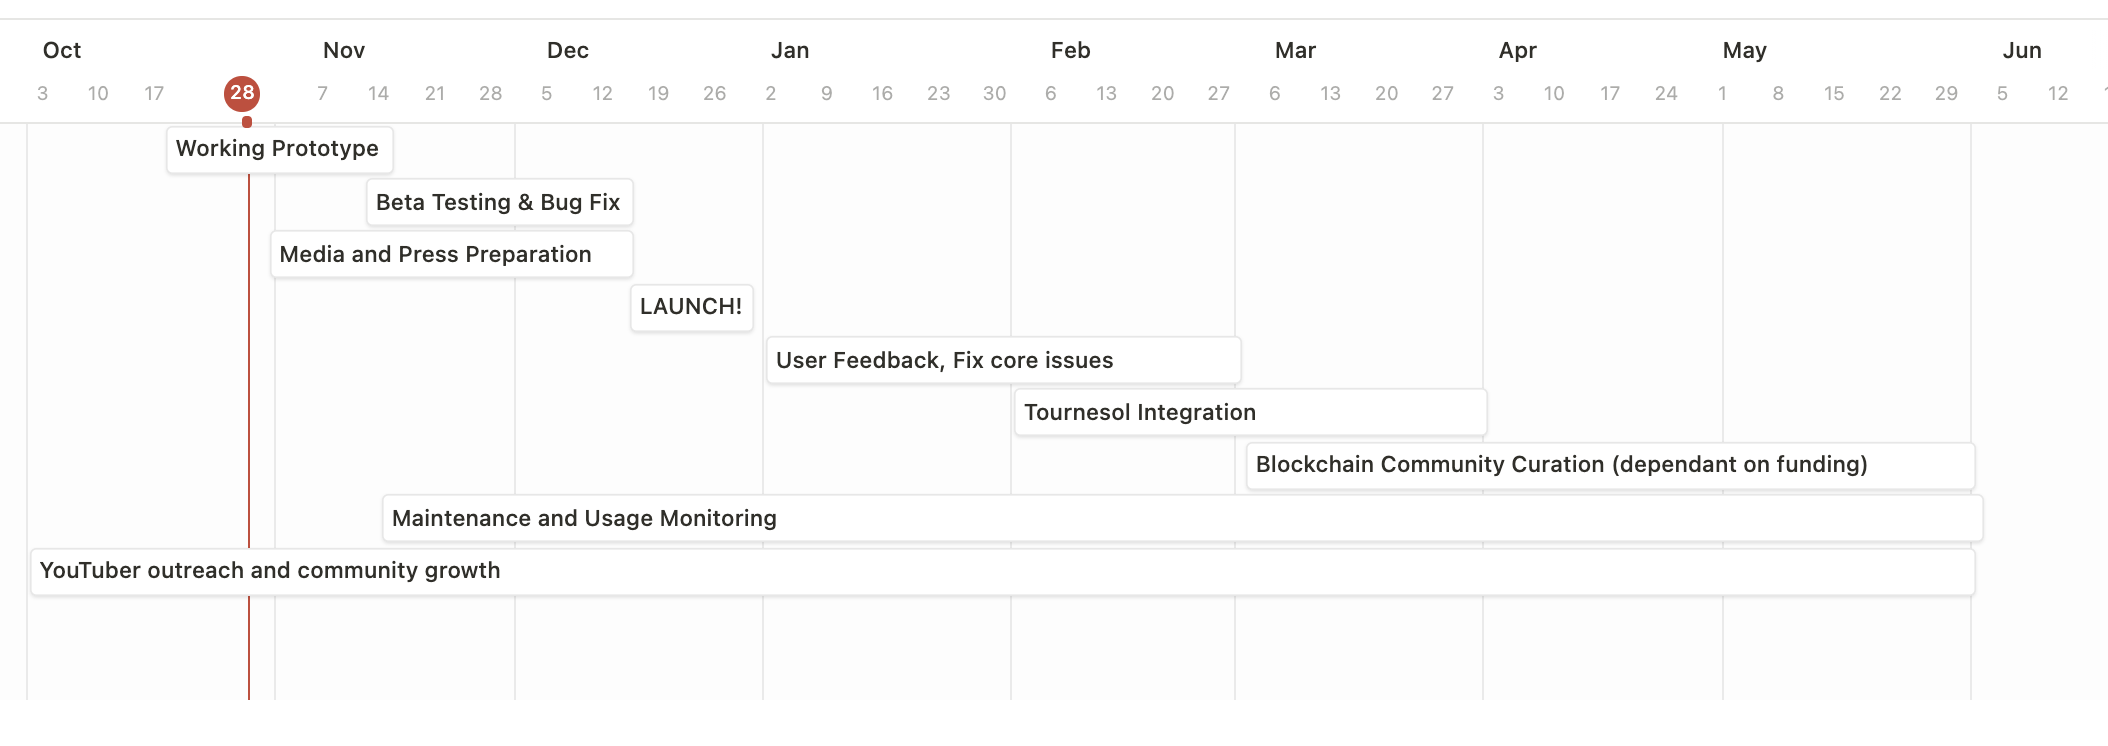 Oct Nov Dec Jan Feb Mar Apr May Jun
3 10 17 28 7 14 21 28 5 12 19 26 2 9 16 23 30 6 13 20 27 6 13 20 27 3 10 17 24 1 8 15 22 29 5 12
Working Prototype
Beta Testing & Bug Fix
Media and Press Preparation
LAUNCH!
User Feedback, Fix core issues
Tournesol Integration
Blockchain Community Curation (dependant on funding)
Maintenance and Usage Monitoring
YouTuber outreach and community growth